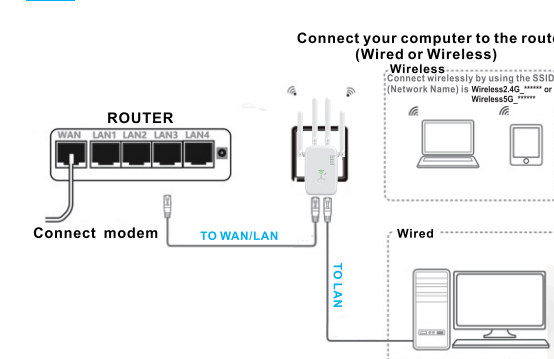 Connect your computer to the route
(Wired or Wireless)
Wireless
Connect wirelessly by using the SSID
(Network Name) is Wireless2.4G_****** or
Wireless5G_******
ROUTER
WAN LAN1 LAN2 LAN3 LAN4
Connect modem
TO WAN/LAN
Wired
TO LAN